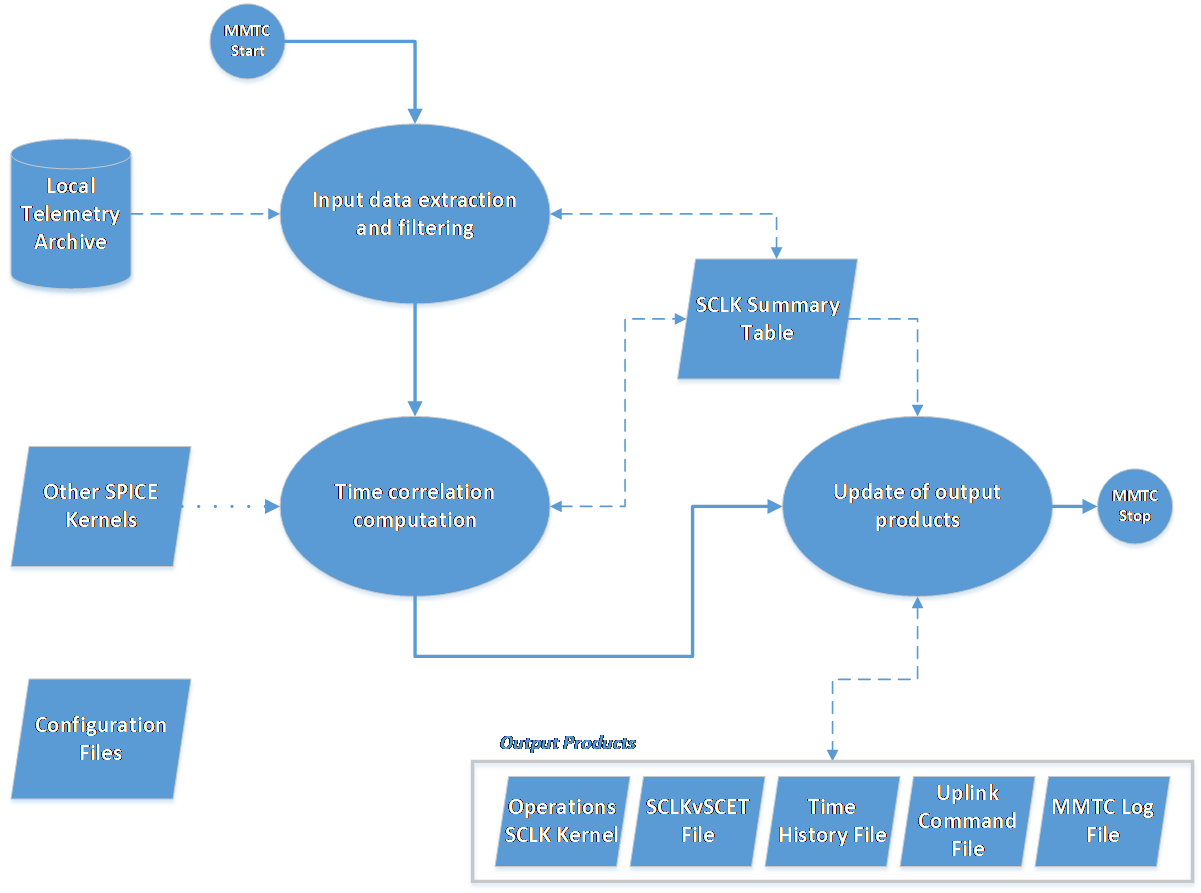 MMTC
Start
Local
Telemetry
Archive
Input data extraction
and filtering
SCLK Summary
Table
Other SPICE
Kernels
Time correlation
computation
Update of output
products
MMTC
Stop
Configuration
Files
Output Products
Operations
SCLK Kernel
SCLKvSCET
File
Time
History File
Uplink
Command
File
MMTC Log
File